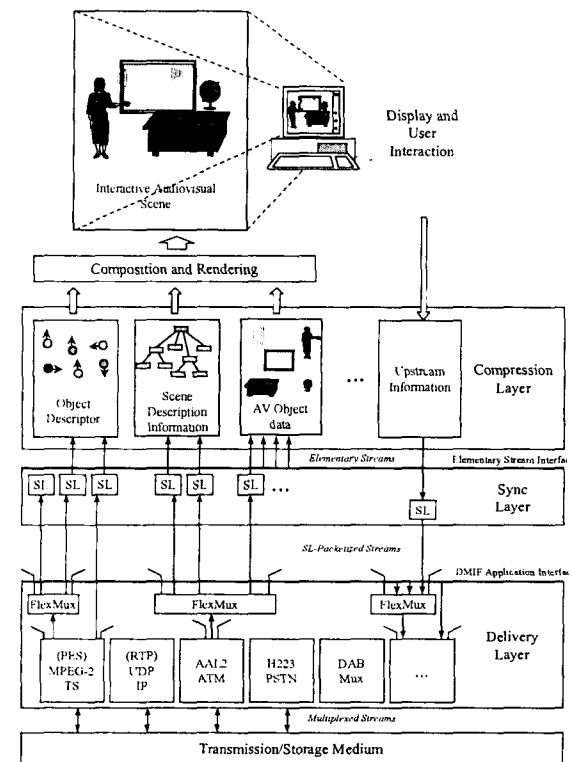 Display and
User
Interaction
Interactive Audiovisual
Scene
Composition and Rendering
Object
Descriptor
Scene
Description
Information
AV Object
data
...
Upstream
Information
Compression
Layer
Elementary Streams
Elementary Stream Interfac
SL
SL
SL
SL
SL
SL
...
SL
Sync
Layer
SL-Packetized Streams
DMIF Application Interfac
FlexMux
FlexMux
FlexMux
(PES)
MPEG-2
TS
(RTP)
UDP
IP
AAL2
ATM
H223
PSTN
DAB
Mux
...
Delivery
Layer
Multiplexed Streams
Transmission/Storage Medium